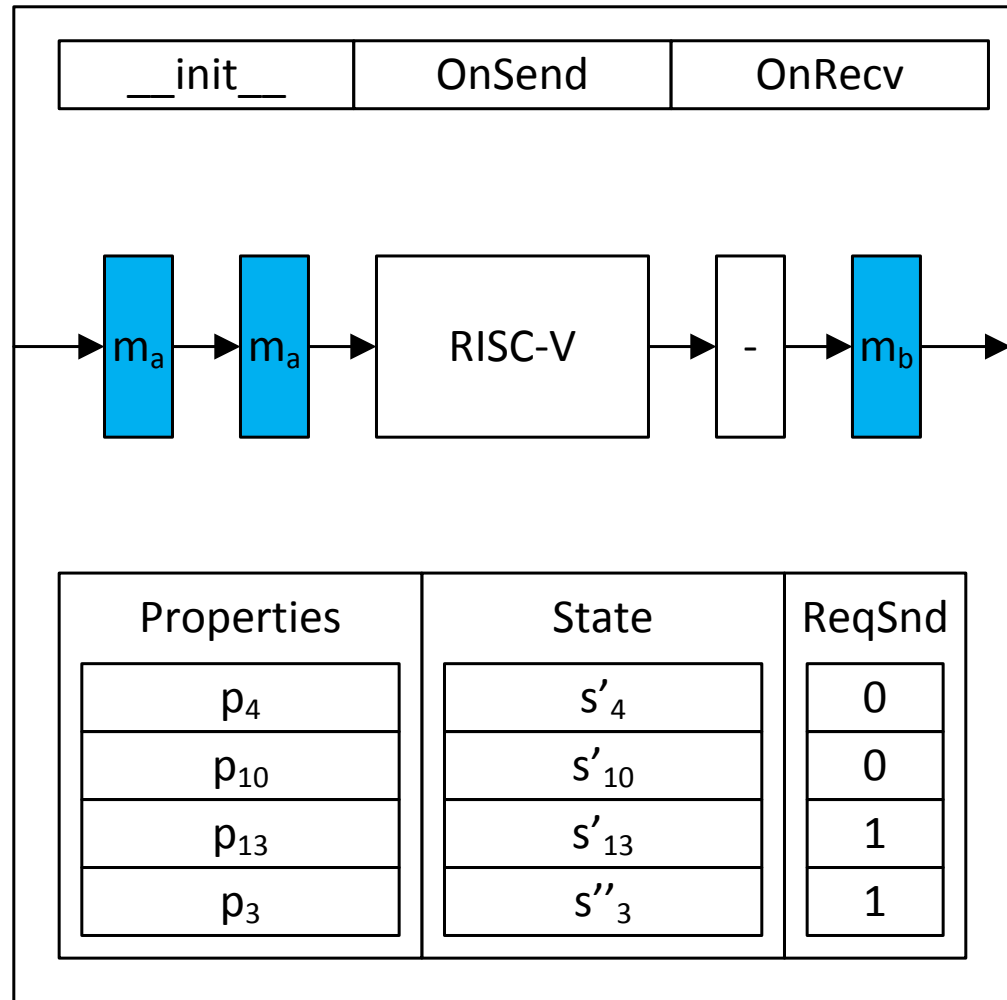 __init__ OnSend OnRecv
mₐ mₐ RISC-V - m_b
Properties State ReqSnd
p₄ s’₄ 0
p₁₀ s’₁₀ 0
p₁₃ s’₁₃ 1
p₃ s’’₃ 1